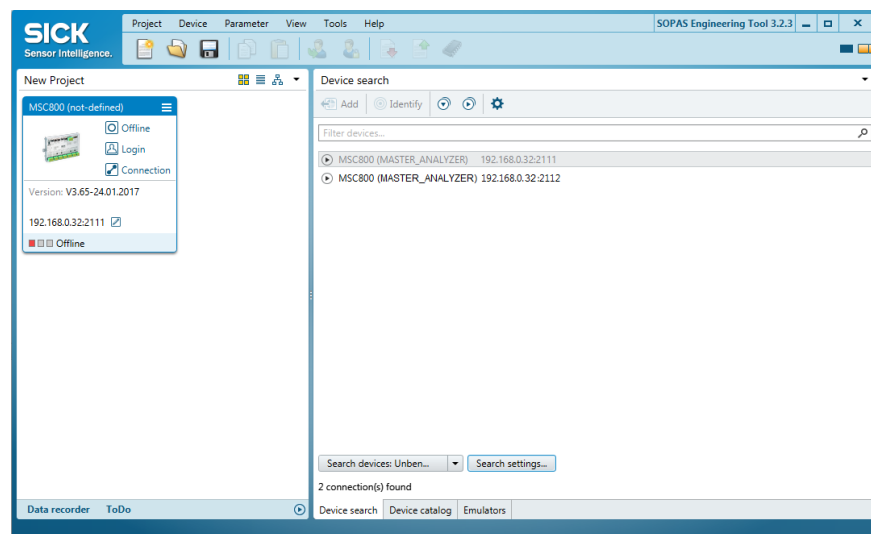 SICK
Sensor Intelligence.
Project Device Parameter View Tools Help
SOPAS Engineering Tool 3.2.3
New Project
MSC800 (not-defined)
Offline
Login
Connection
Version: V3.65-24.01.2017
192.168.0.32:2111
Offline
Data recorder ToDo
Device search
Add Identify
Filter devices...
MSC800 (MASTER_ANALYZER) 192.168.0.32:2111
MSC800 (MASTER_ANALYZER) 192.168.0.32:2112
Search devices: Unben... Search settings...
2 connection(s) found
Device search Device catalog Emulators